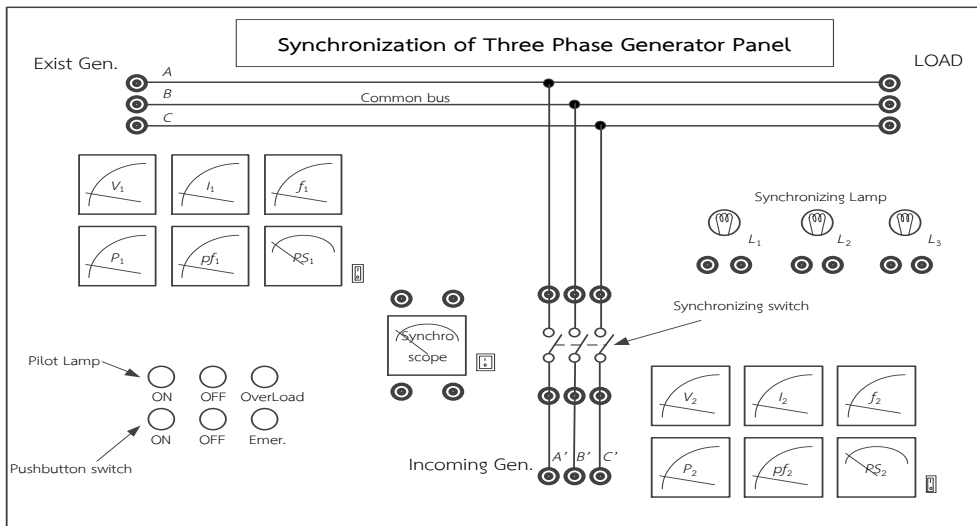 Synchronization of Three Phase Generator Panel
Exist Gen.
LOAD
A
B
Common bus
C
V1
I1
f1
P1
pf1
PS1
Synchronizing Lamp
L1
L2
L3
Synchronizing switch
Synchro
scope
Pilot Lamp
ON
OFF
OverLoad
ON
OFF
Emer.
Pushbutton switch
Incoming Gen.
A’
B’
C’
V2
I2
f2
P2
pf2
PS2